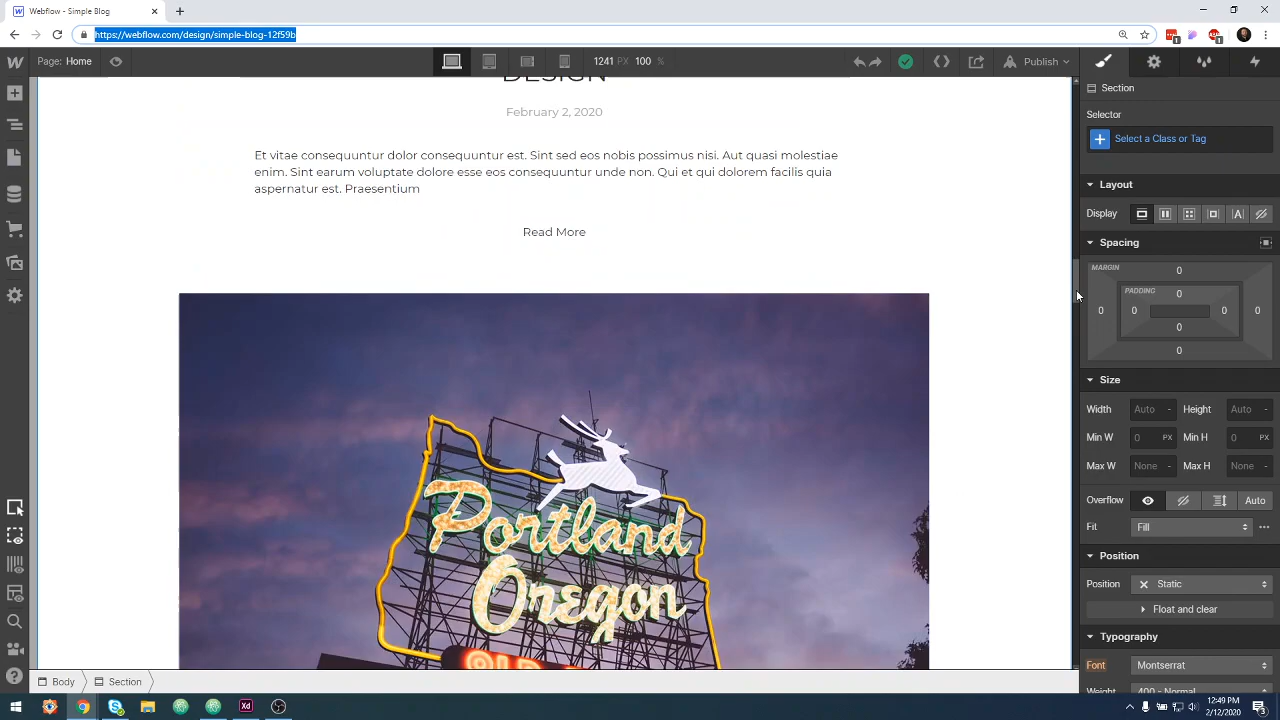 Webflow - Simple Blog
https://webflow.com/design/simple-blog-12f59b
Page: Home
1241 PX 100 %
Publish
DESIGN
February 2, 2020
Et vitae consequuntur dolor consequuntur est. Sint sed eos nobis possimus nisi. Aut quasi molestiae
enim. Sint earum voluptate dolore esse eos consequuntur unde non. Qui et qui dolorem facilis quia
aspernatur est. Praesentium
Read More
Portland
Oregon
OLD
Section
Selector
Select a Class or Tag
Layout
Display
Spacing
MARGIN
0
PADDING
0
0
0
0
0
0
0
Size
Width Auto - Height Auto -
Min W 0 PX Min H 0 PX
Max W None - Max H None -
Overflow Auto
Fit Fill
Position
Position Static
Float and clear
Typography
Font Montserrat
Weight 400 - Normal
Body Section
12:49 PM
2/12/2020